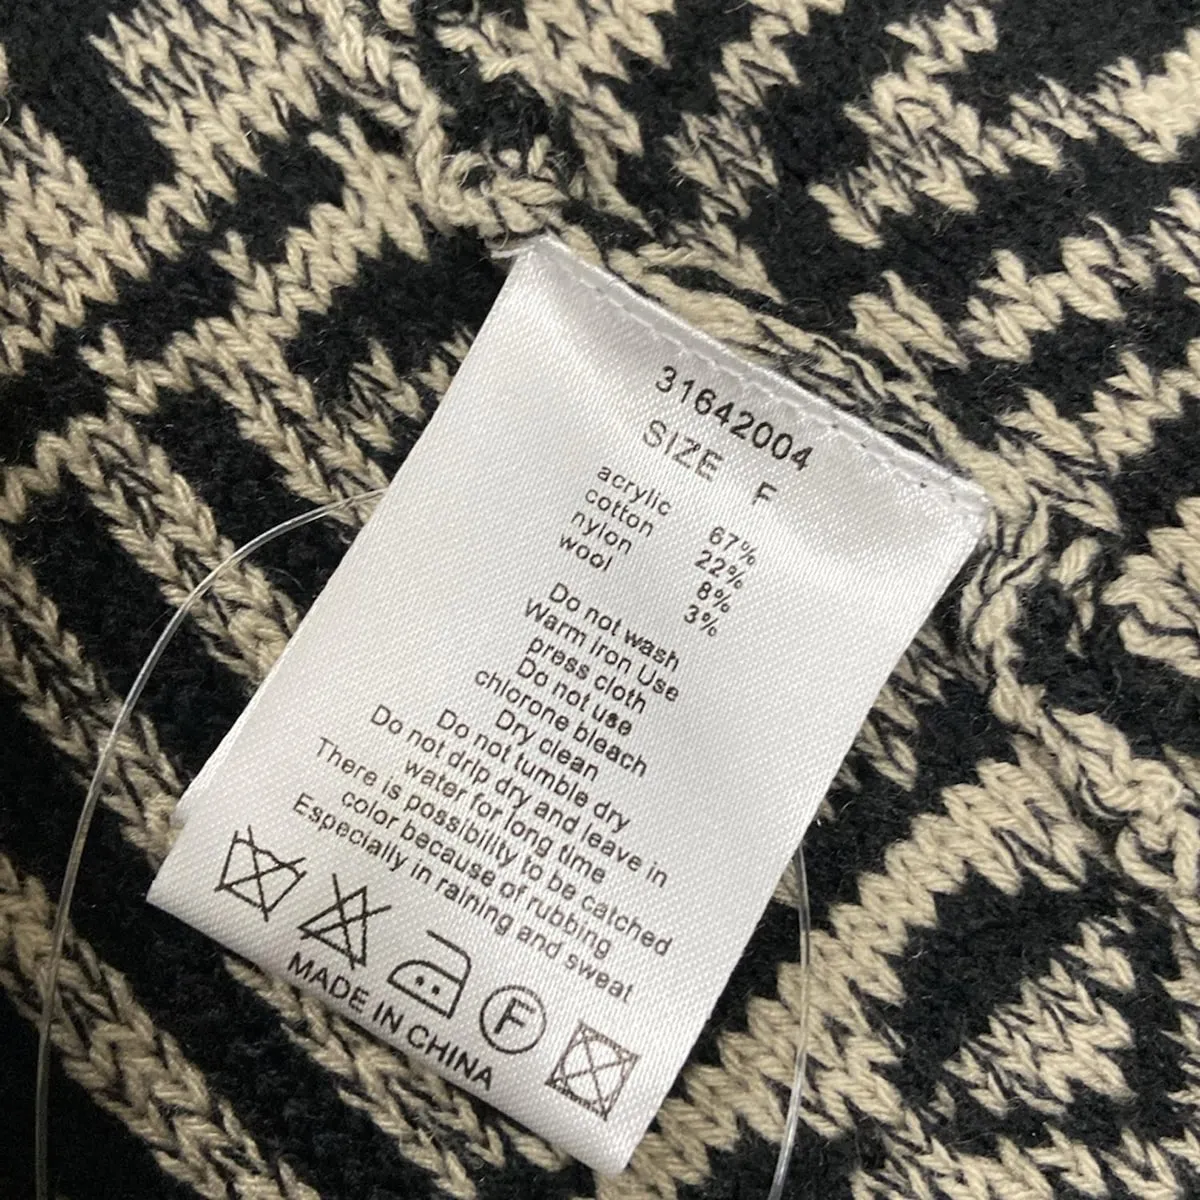 31642004
SIZE F
acrylic 67%
cotton 22%
nylon 8%
wool 3%
Do not wash
Warm iron Use
press cloth
Do not use
chlorone bleach
Dry clean
Do not tumble dry
Do not drip dry and leave in
water for long time
There is possibility to be catched
color because of rubbing
Especially in raining and sweat
F
MADE IN CHINA